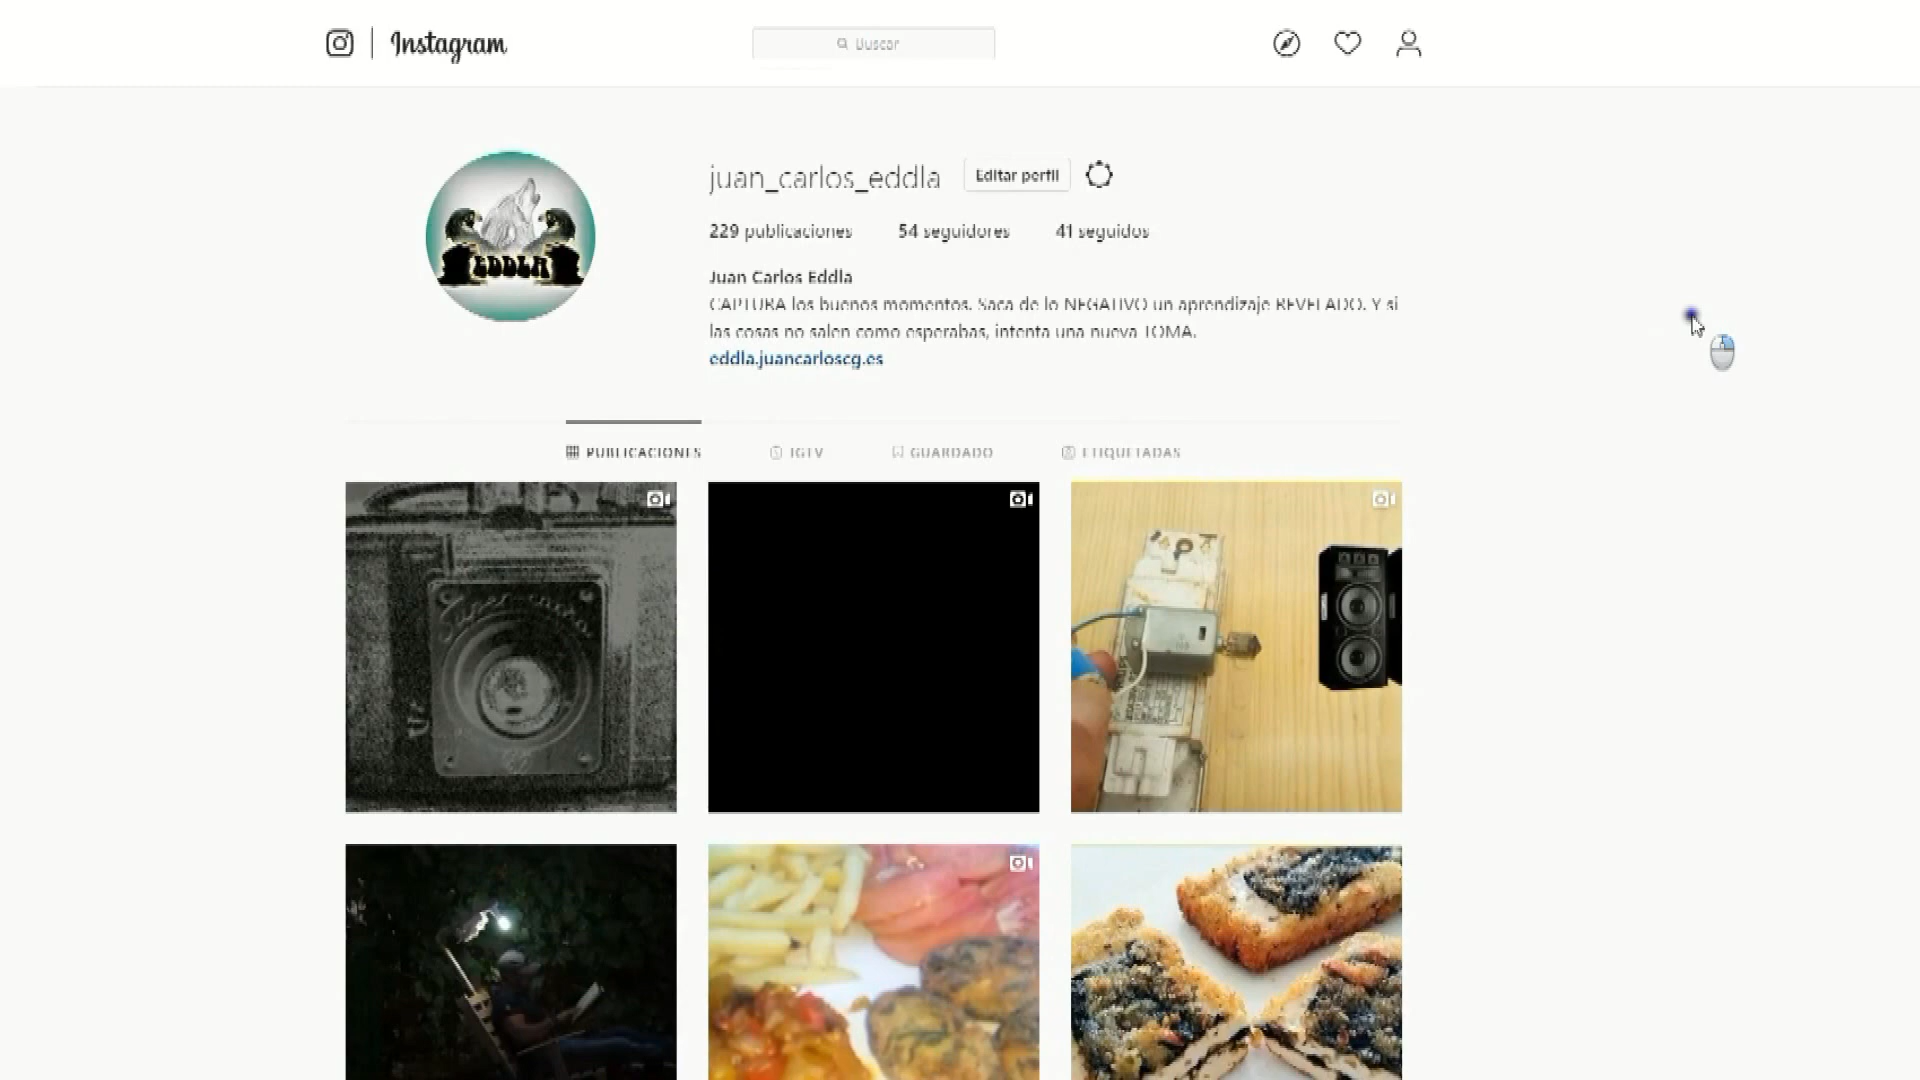 Instagram
Buscar
juan_carlos_eddla
Editar perfil
229 publicaciones
54 seguidores
41 seguidos
Juan Carlos Eddla
CAPTURA los buenos momentos. Saca de lo NEGATIVO un aprendizaje REVELADO. Y si
las cosas no salen como esperabas, intenta una nueva TOMA.
eddla.juancarloscg.es
PUBLICACIONES
IGTV
GUARDADO
ETIQUETADAS
EDDLA